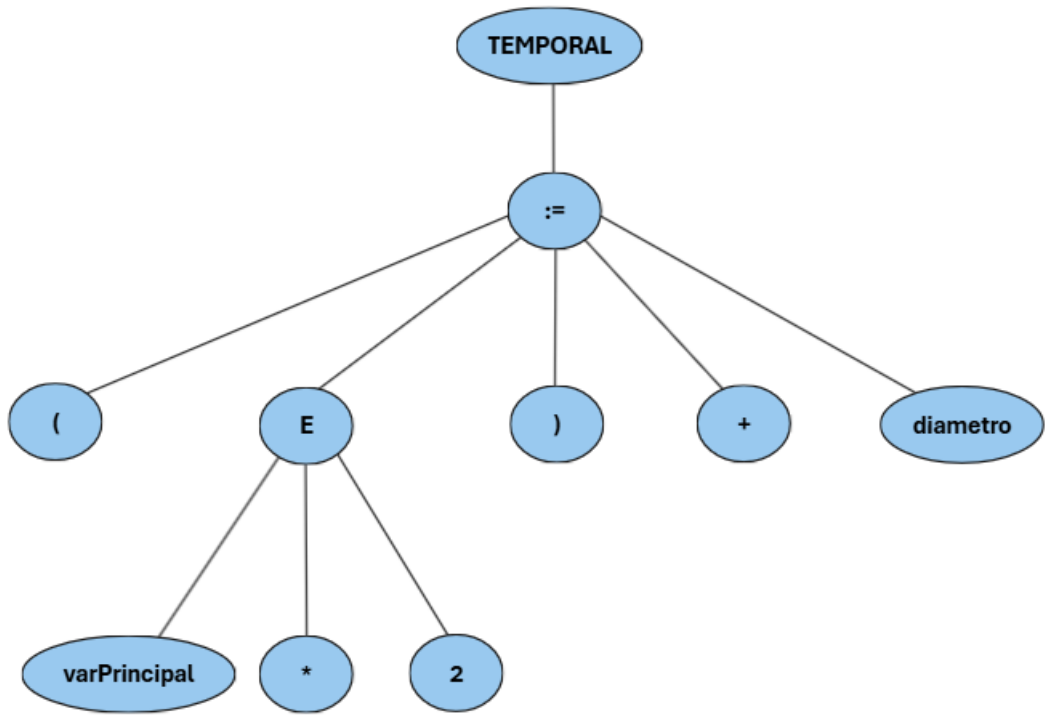 TEMPORAL
:=
(
E
)
+
diametro
varPrincipal
*
2